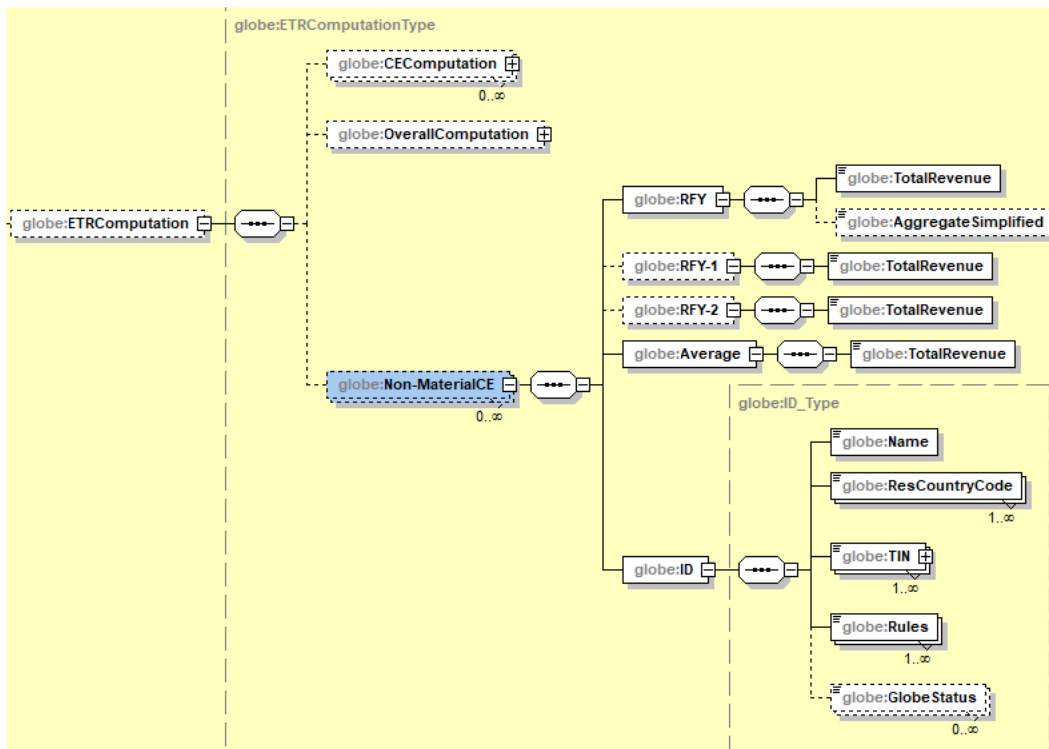 globe:ETRComputationType
globe:CEComputation
0..∞
globe:OverallComputation
globe:ETRComputation
globe:RFY
globe:TotalRevenue
globe:AggregateSimplified
globe:RFY-1
globe:TotalRevenue
globe:RFY-2
globe:TotalRevenue
globe:Average
globe:TotalRevenue
globe:Non-MaterialCE
0..∞
globe:ID_Type
globe:Name
globe:ResCountryCode
1..∞
globe:ID
globe:TIN
1..∞
globe:Rules
1..∞
globe:GlobeStatus
0..∞